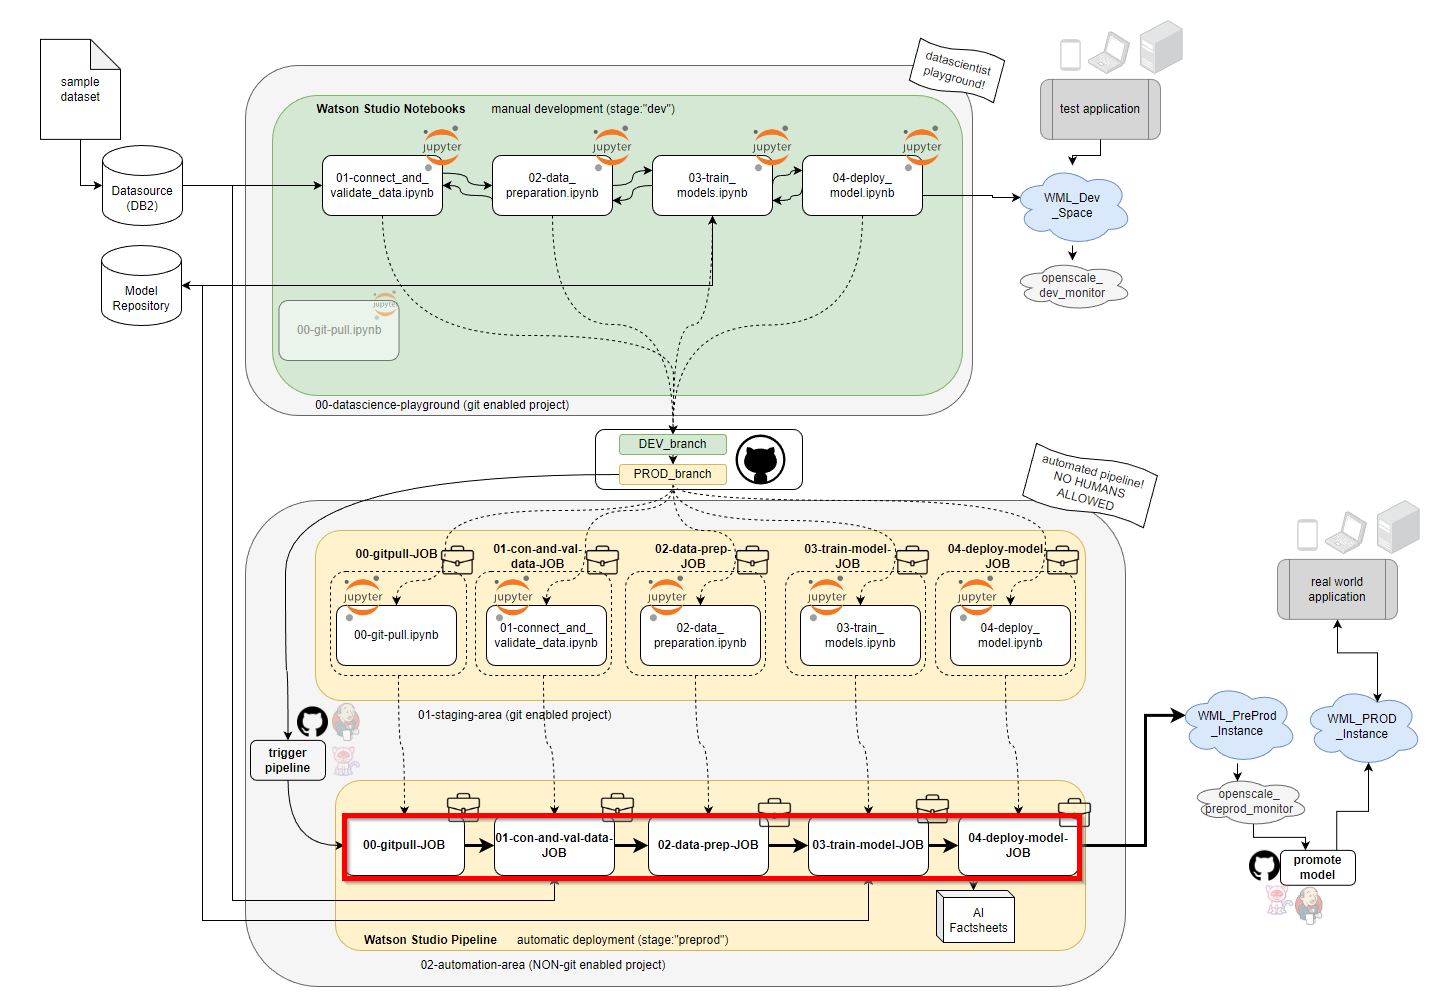 sample
dataset
datascientist
playground!
Watson Studio Notebooks manual development (stage:"dev")
test application
jupyter
jupyter
jupyter
jupyter
01-connect_and_
validate_data.ipynb
02-data_
preparation.ipynb
03-train_
models.ipynb
04-deploy_
model.ipynb
Datasource
(DB2)
WML_Dev
_Space
Model
Repository
openscale_
dev_monitor
jupyter
00-git-pull.ipynb
00-datascience-playground (git enabled project)
DEV_branch
PROD_branch
automated pipeline!
NO HUMANS
ALLOWED
00-gitpull-JOB
01-con-and-val-
data-JOB
02-data-prep-
JOB
03-train-model-
JOB
04-deploy-model-
JOB
jupyter
jupyter
jupyter
jupyter
jupyter
00-git-pull.ipynb
01-connect_and_
validate_data.ipynb
02-data_
preparation.ipynb
03-train_
models.ipynb
04-deploy_
model.ipynb
real world
application
01-staging-area (git enabled project)
trigger
pipeline
WML_PreProd
_Instance
WML_PROD
_Instance
openscale_
preprod_monitor
00-gitpull-JOB
01-con-and-val-data-
JOB
02-data-prep-JOB
03-train-model-JOB
04-deploy-model-
JOB
promote
model
AI
Factsheets
Watson Studio Pipeline automatic deployment (stage:"preprod")
02-automation-area (NON-git enabled project)